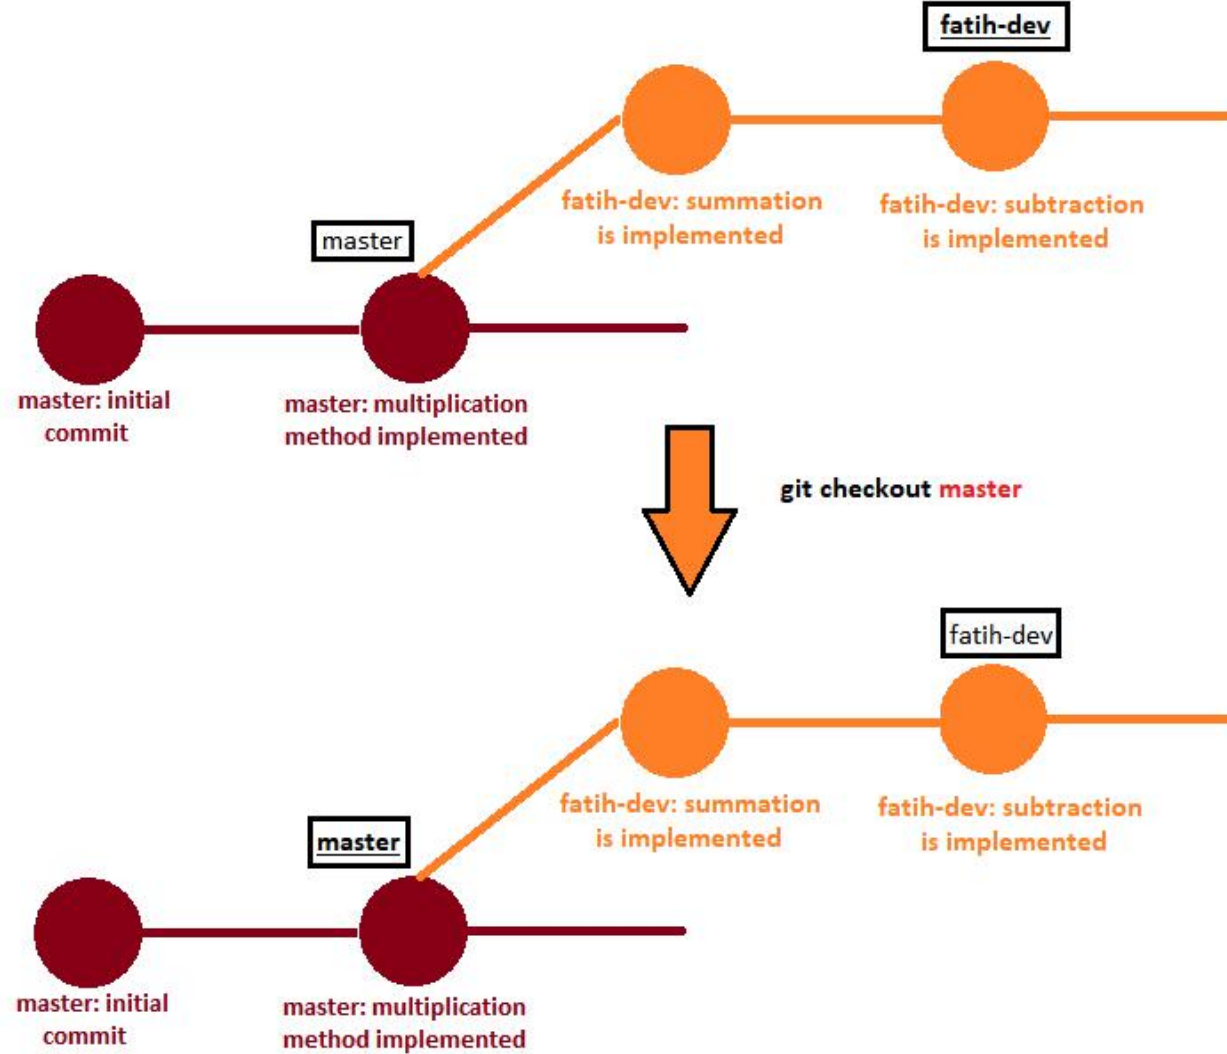 fatih-dev
fatih-dev: summation
is implemented
fatih-dev: subtraction
is implemented
master
master: initial
commit
master: multiplication
method implemented
git checkout master
fatih-dev
fatih-dev: summation
is implemented
fatih-dev: subtraction
is implemented
master
master: initial
commit
master: multiplication
method implemented